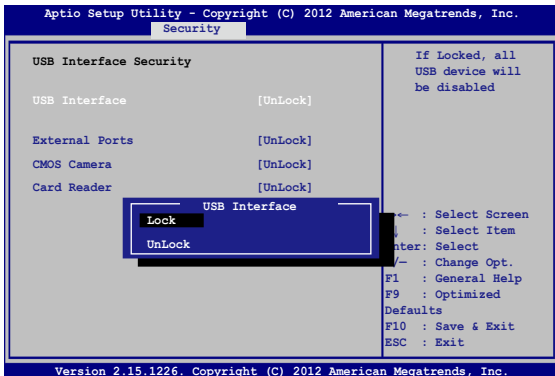 Aptio Setup Utility - Copyright (C) 2012 American Megatrends, Inc.
Security
USB Interface Security
USB Interface [UnLock]
External Ports [UnLock]
CMOS Camera [UnLock]
Card Reader [UnLock]
USB Interface
Lock
UnLock
If Locked, all
USB device will
be disabled
→← : Select Screen
↓ : Select Item
nter: Select
/— : Change Opt.
F1 : General Help
F9 : Optimized
Defaults
F10 : Save & Exit
ESC : Exit
Version 2.15.1226. Copyright (C) 2012 American Megatrends, Inc.